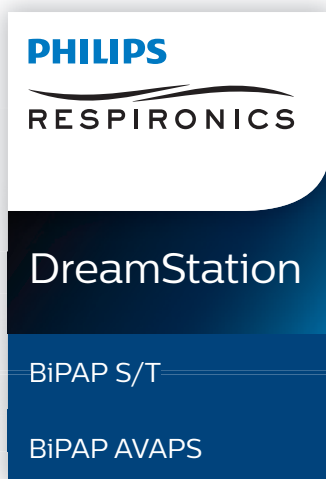 PHILIPS
RESPIRONICS
DreamStation
BiPAP S/T
BiPAP AVAPS